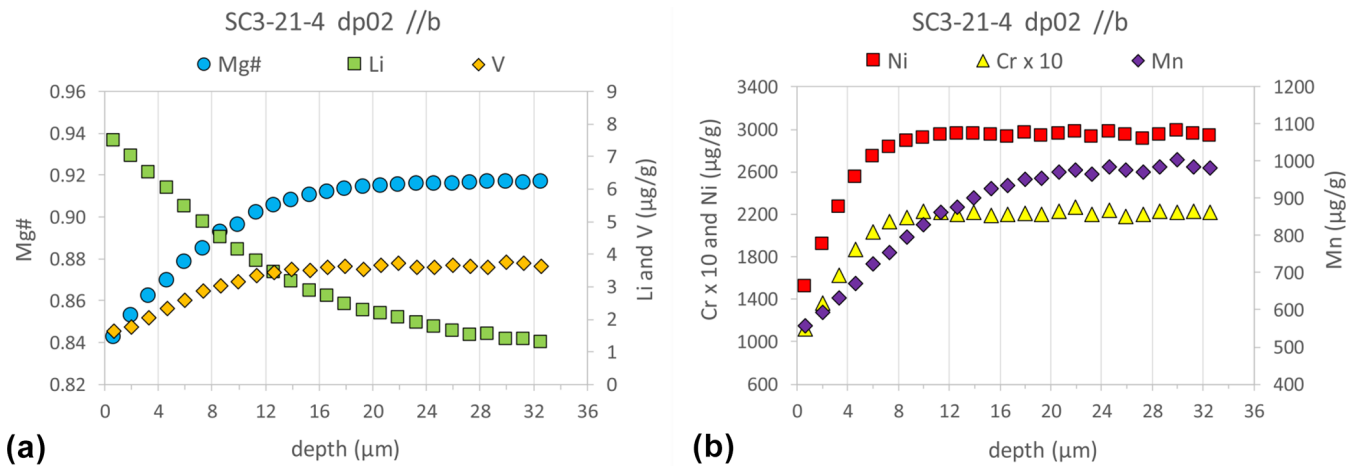 SC3-21-4 dp02 //b
Mg# Li V
0.96
0.94
0.92
0.90
0.88
0.86
0.84
0.82
Mg#
9
8
7
6
5
4
3
2
1
0
Li and V (µg/g)
0 4 8 12 16 20 24 28 32 36
depth (µm)
(a)
SC3-21-4 dp02 //b
Ni Cr x 10 Mn
3400
3000
2600
2200
1800
1400
1000
600
Cr x 10 and Ni (µg/g)
1200
1100
1000
900
800
700
600
500
400
Mn (µg/g)
0 4 8 12 16 20 24 28 32 36
depth (µm)
(b)